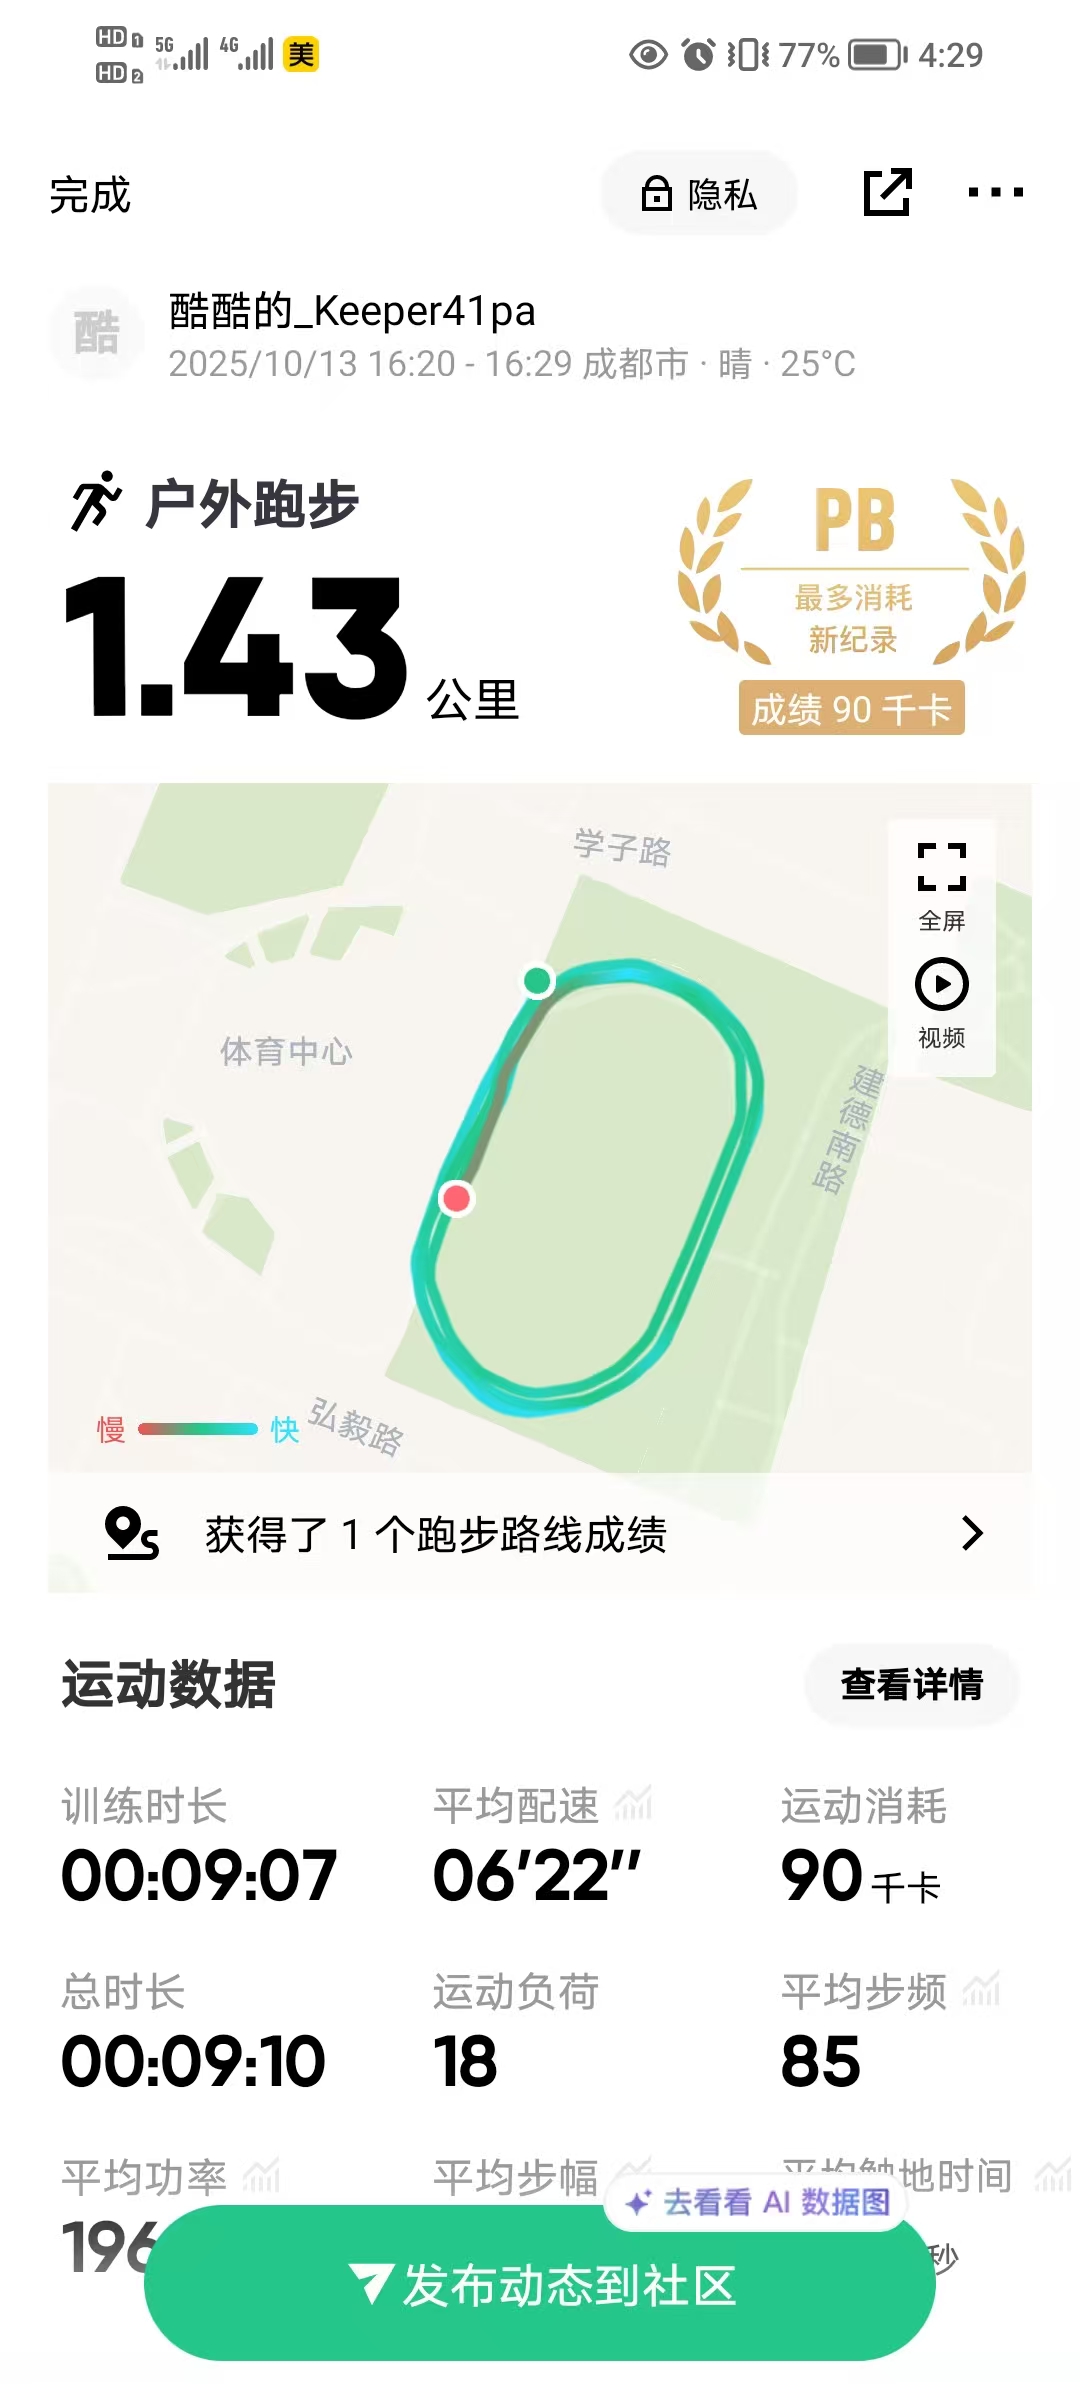 HD 1 5G 4G 美 77% 4:29
HD 2
完成 隐私
酷 酷酷的_Keeper41pa
2025/10/13 16:20 - 16:29 成都市 · 晴 · 25°C
户外跑步
1.43 公里
PB
最多消耗
新纪录
成绩 90 千卡
学子路
全屏
视频
体育中心
建德南路
慢 快
弘毅路
获得了 1 个跑步路线成绩
运动数据 查看详情
训练时长 平均配速 运动消耗
00:09:07 06'22'' 90 千卡
总时长 运动负荷 平均步频
00:09:10 18 85
平均功率 平均步幅 平均触地时间
去看看 AI 数据图
196 秒
发布动态到社区